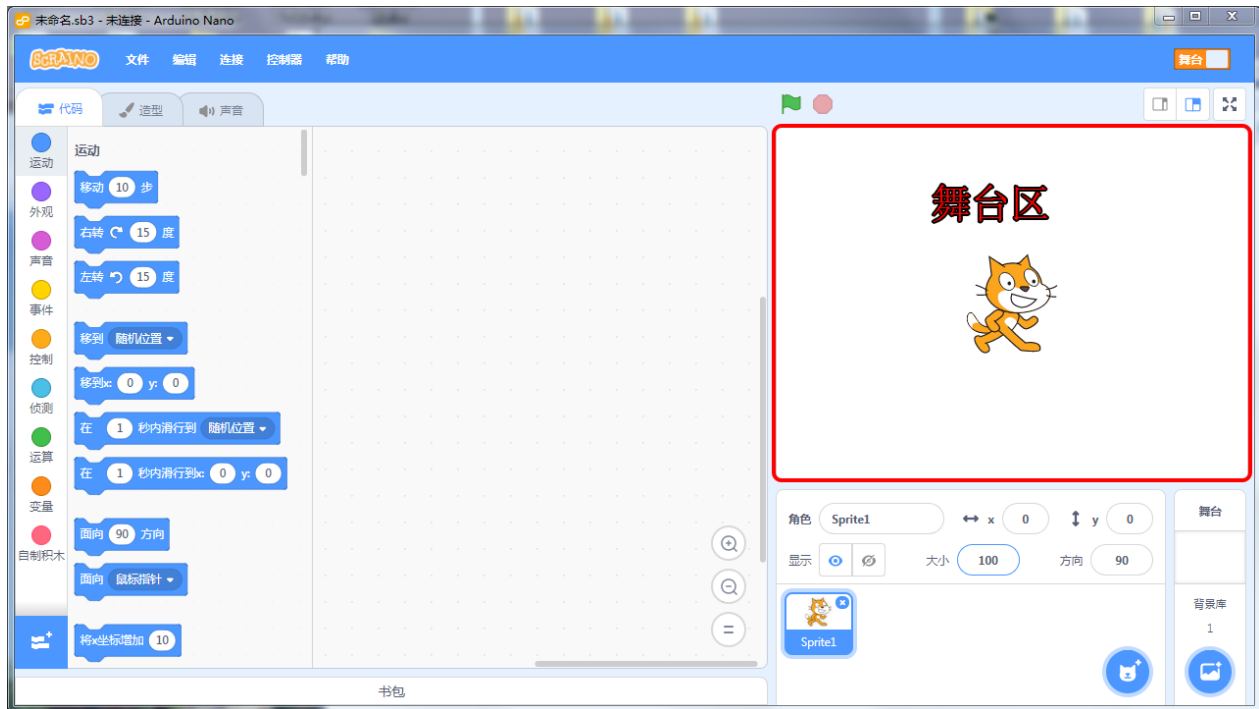 未命名.sb3 - 未连接 - Arduino Nano
SCRAINO 文件 编辑 连接 控制器 帮助 舞台
代码 造型 声音
运动
外观
声音
事件
控制
侦测
运算
变量
自制积木
运动
移动 10 步
右转 15 度
左转 15 度
移到 随机位置
移到x: 0 y: 0
在 1 秒内滑行到 随机位置
在 1 秒内滑行到x: 0 y: 0
面向 90 方向
面向 鼠标指针
将x坐标增加 10
书包
舞台区
角色 Sprite1 x 0 y 0
显示 大小 100 方向 90
Sprite1
舞台
背景库
1